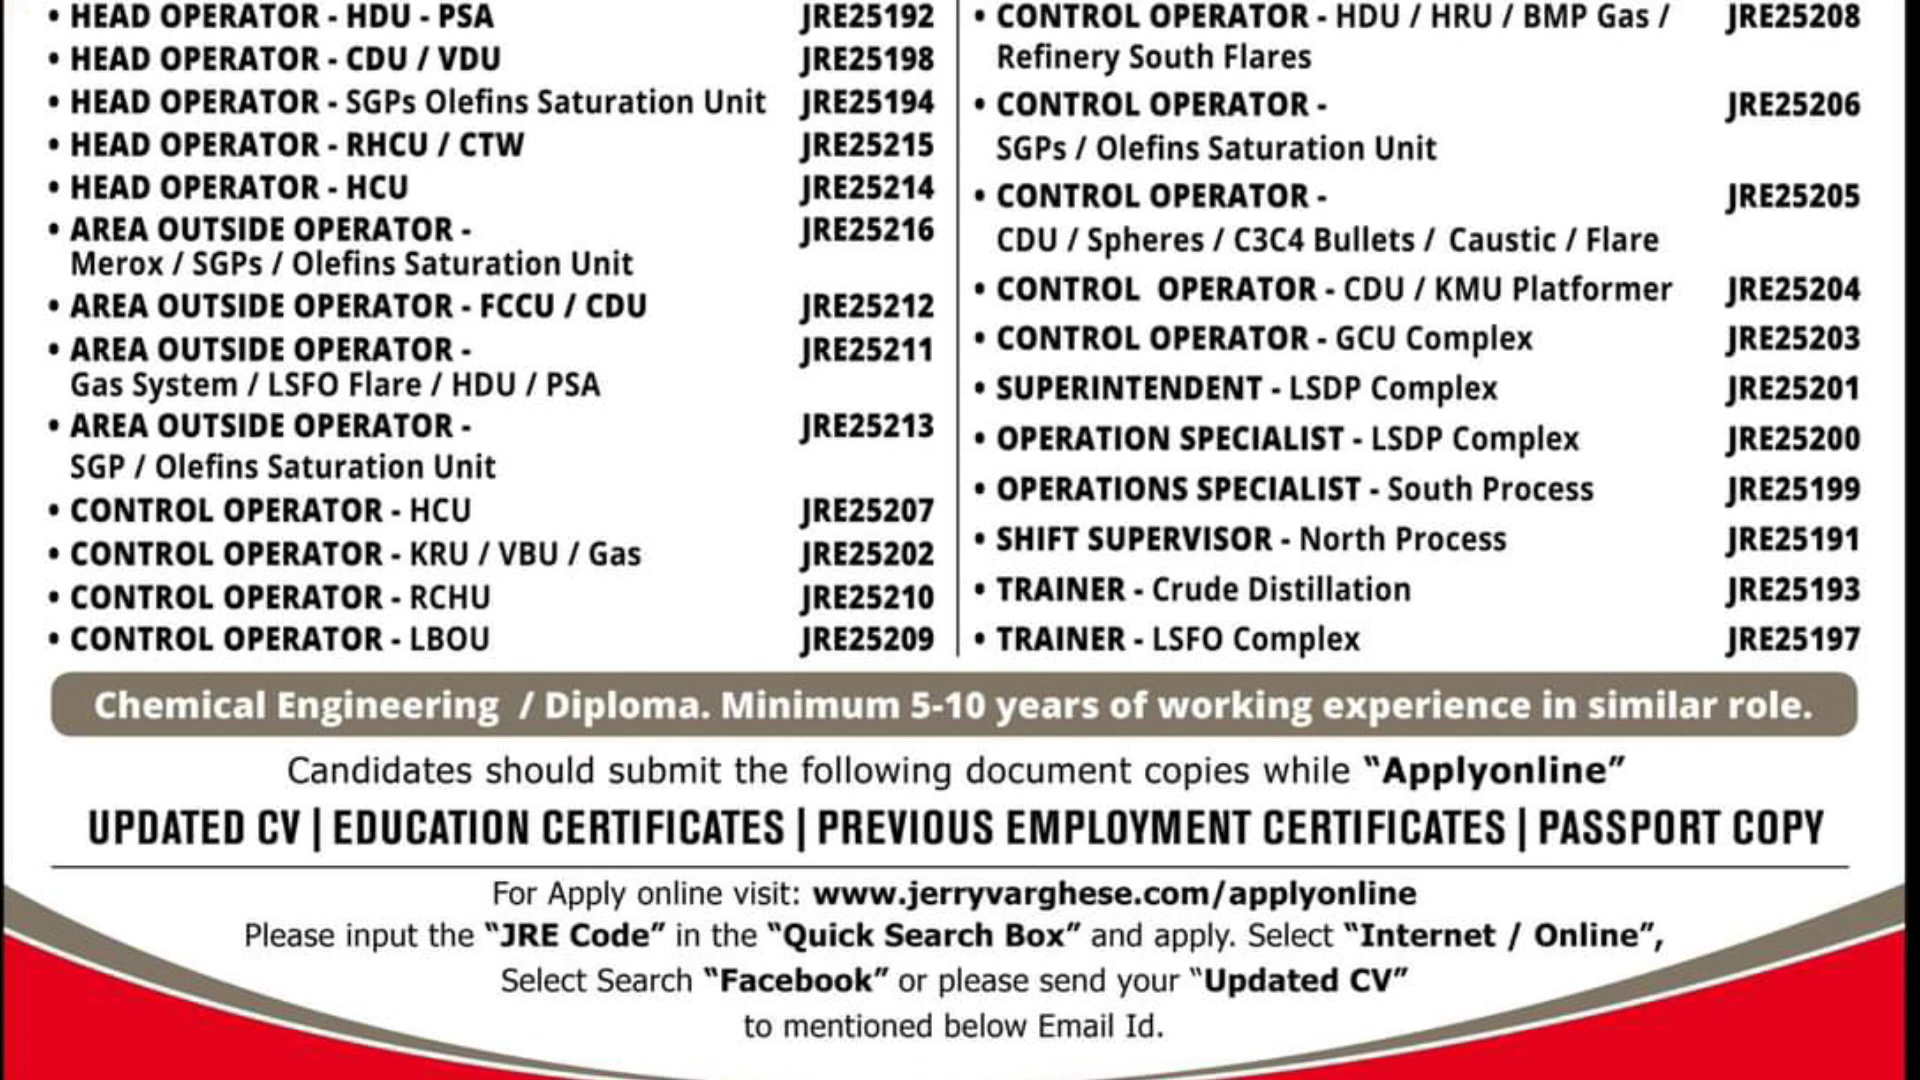 • HEAD OPERATOR - HDU - PSA JRE25192
• HEAD OPERATOR - CDU / VDU JRE25198
• HEAD OPERATOR - SGPs Olefins Saturation Unit JRE25194
• HEAD OPERATOR - RHCU / CTW JRE25215
• HEAD OPERATOR - HCU JRE25214
• AREA OUTSIDE OPERATOR - JRE25216
Merox / SGPs / Olefins Saturation Unit
• AREA OUTSIDE OPERATOR - FCCU / CDU JRE25212
• AREA OUTSIDE OPERATOR - JRE25211
Gas System / LSFO Flare / HDU / PSA
• AREA OUTSIDE OPERATOR - JRE25213
SGP / Olefins Saturation Unit
• CONTROL OPERATOR - HCU JRE25207
• CONTROL OPERATOR - KRU / VBU / Gas JRE25202
• CONTROL OPERATOR - RCHU JRE25210
• CONTROL OPERATOR - LBOU JRE25209
• CONTROL OPERATOR - HDU / HRU / BMP Gas / JRE25208
Refinery South Flares
• CONTROL OPERATOR - JRE25206
SGPs / Olefins Saturation Unit
• CONTROL OPERATOR - JRE25205
CDU / Spheres / C3C4 Bullets / Caustic / Flare
• CONTROL OPERATOR - CDU / KMU Platformer JRE25204
• CONTROL OPERATOR - GCU Complex JRE25203
• SUPERINTENDENT - LSDP Complex JRE25201
• OPERATION SPECIALIST - LSDP Complex JRE25200
• OPERATIONS SPECIALIST - South Process JRE25199
• SHIFT SUPERVISOR - North Process JRE25191
• TRAINER - Crude Distillation JRE25193
• TRAINER - LSFO Complex JRE25197
Chemical Engineering / Diploma. Minimum 5-10 years of working experience in similar role.
Candidates should submit the following document copies while “Applyonline”
UPDATED CV | EDUCATION CERTIFICATES | PREVIOUS EMPLOYMENT CERTIFICATES | PASSPORT COPY
For Apply online visit: www.jerryvarghese.com/applyonline
Please input the “JRE Code” in the “Quick Search Box” and apply. Select “Internet / Online”,
Select Search “Facebook” or please send your “Updated CV”
to mentioned below Email Id.